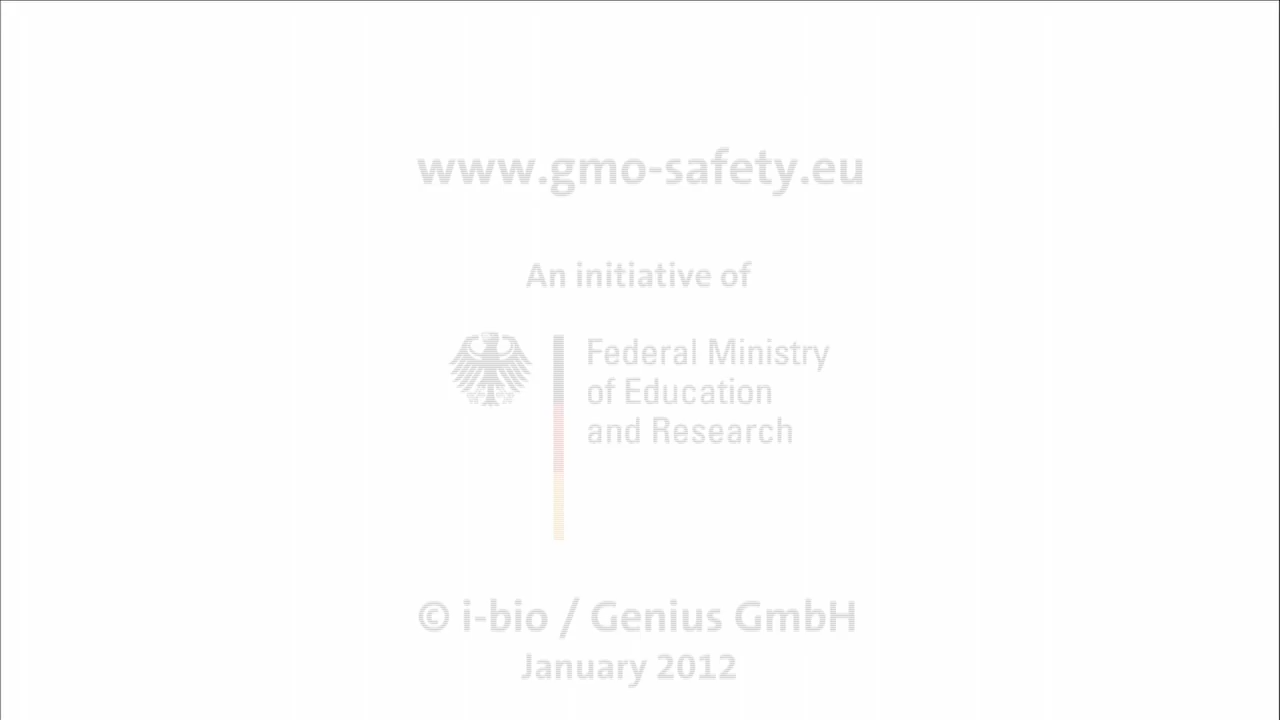 www.gmo-safety.eu
An initiative of
Federal Ministry
of Education
and Research
© i-bio / Genius GmbH
January 2012